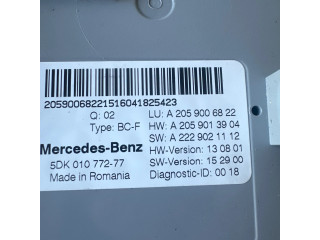 20590068221516041825423
Q: 02
LU: A 205 900 68 22
Type: BC-F
HW: A 205 901 39 04
SW: A 222 902 11 12
Mercedes-Benz
HW-Version: 13 08 01
5DK 010 772-77
SW-Version: 15 29 00
Made in Romania
Diagnostic-ID: 00 18